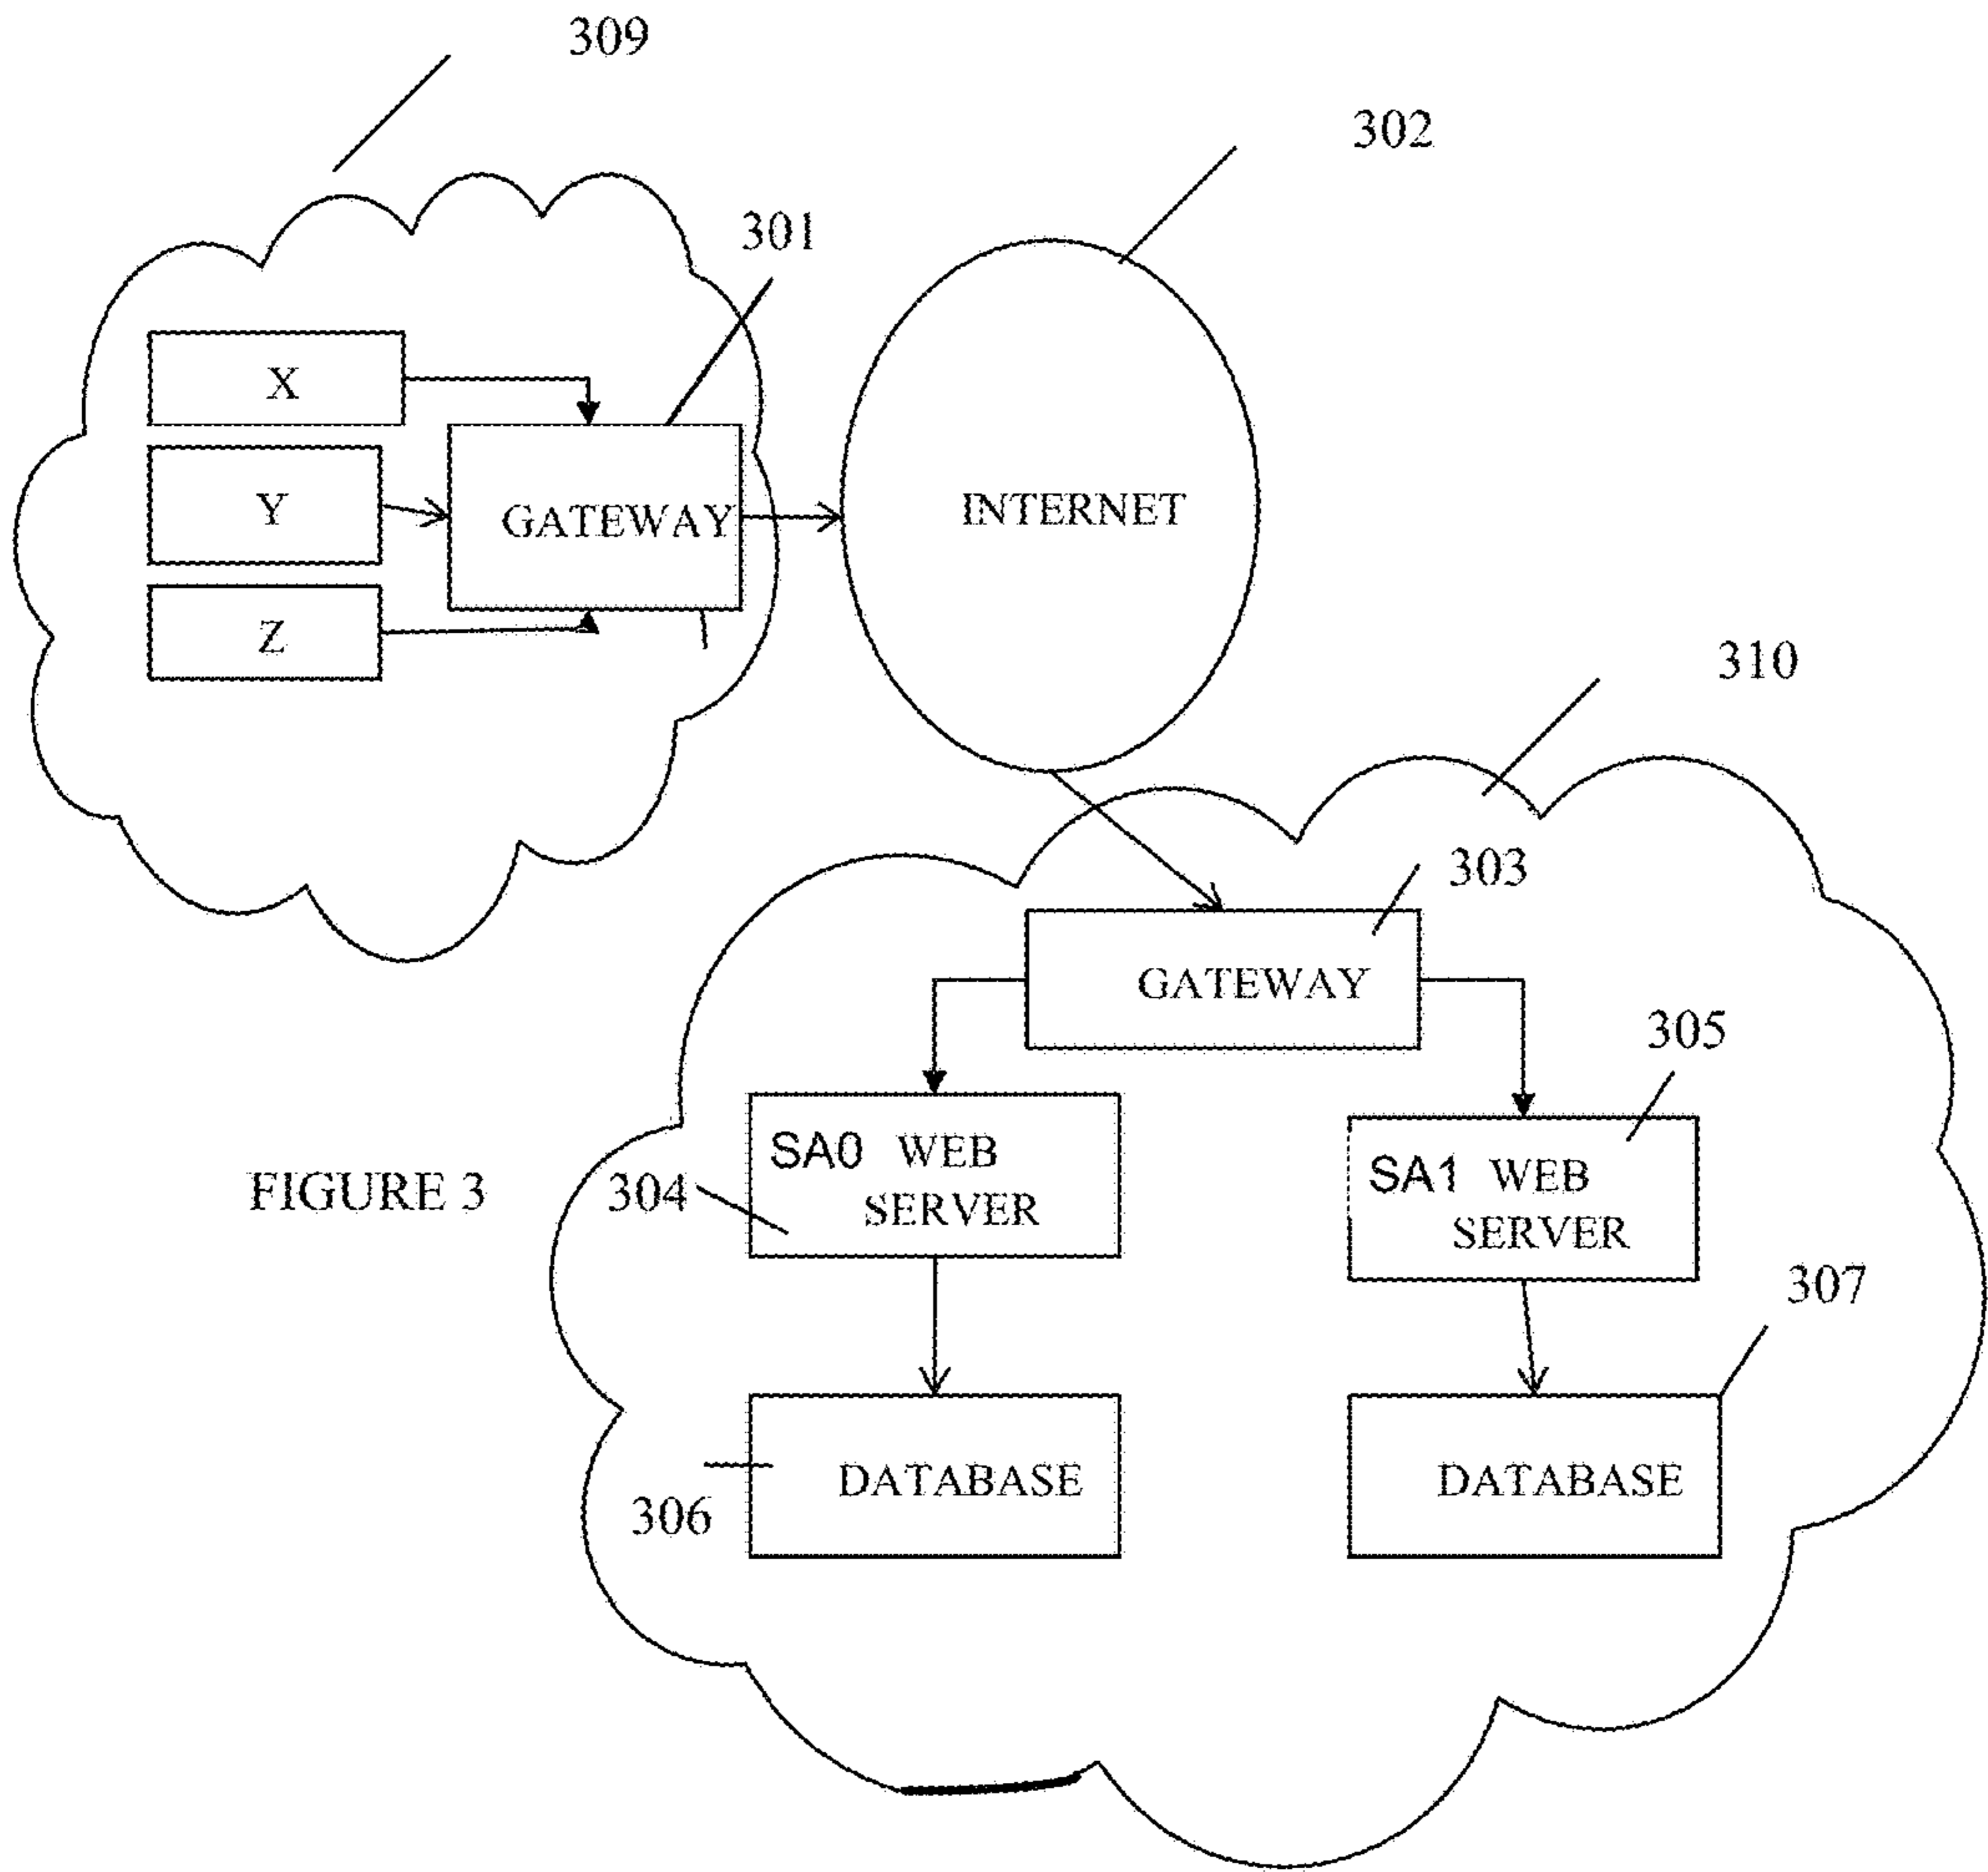 309
302
301
X
Y
GATEWAY
INTERNET
Z
310
303
GATEWAY
305
SA0 WEB
SERVER
SA1 WEB
SERVER
FIGURE 3
304
307
DATABASE
DATABASE
306